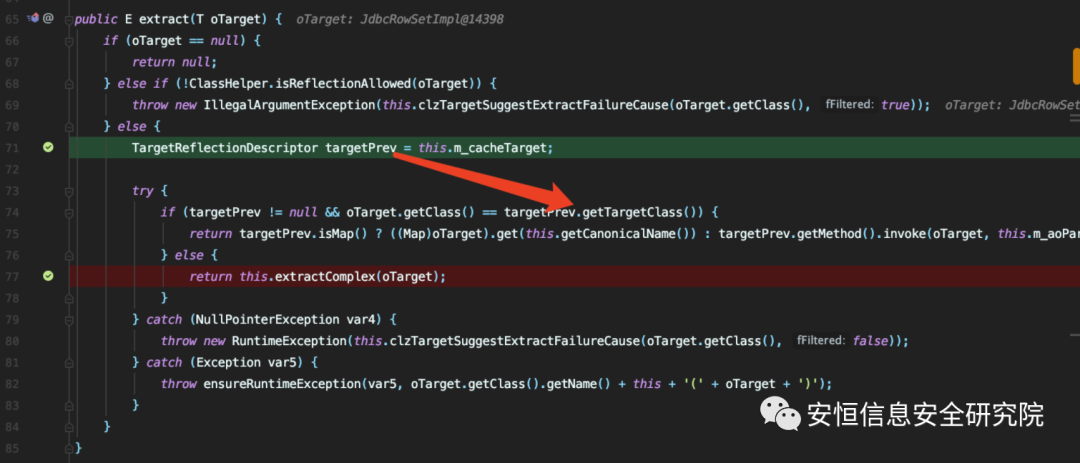 65 @ public E extract(T oTarget) { oTarget: JdbcRowSetImpl@14398
66 if (oTarget == null) {
67 return null;
68 } else if (!ClassHelper.isReflectionAllowed(oTarget)) {
69 throw new IllegalArgumentException(this.clzTargetSuggestExtractFailureCause(oTarget.getClass(), fFiltered: true)); oTarget: JdbcRowSet
70 } else {
71 TargetReflectionDescriptor targetPrev = this.m_cacheTarget;
72
73 try {
74 if (targetPrev != null && oTarget.getClass() == targetPrev.getTargetClass()) {
75 return targetPrev.isMap() ? ((Map)oTarget).get(this.getCanonicalName()) : targetPrev.getMethod().invoke(oTarget, this.m_aoPar
76 } else {
77 return this.extractComplex(oTarget);
78 }
79 } catch (NullPointerException var4) {
80 throw new RuntimeException(this.clzTargetSuggestExtractFailureCause(oTarget.getClass(), fFiltered: false));
81 } catch (Exception var5) {
82 throw ensureRuntimeException(var5, oTarget.getClass().getName() + this + '(' + oTarget + ')');
83 }
84 }
85 }
安恒信息安全研究院